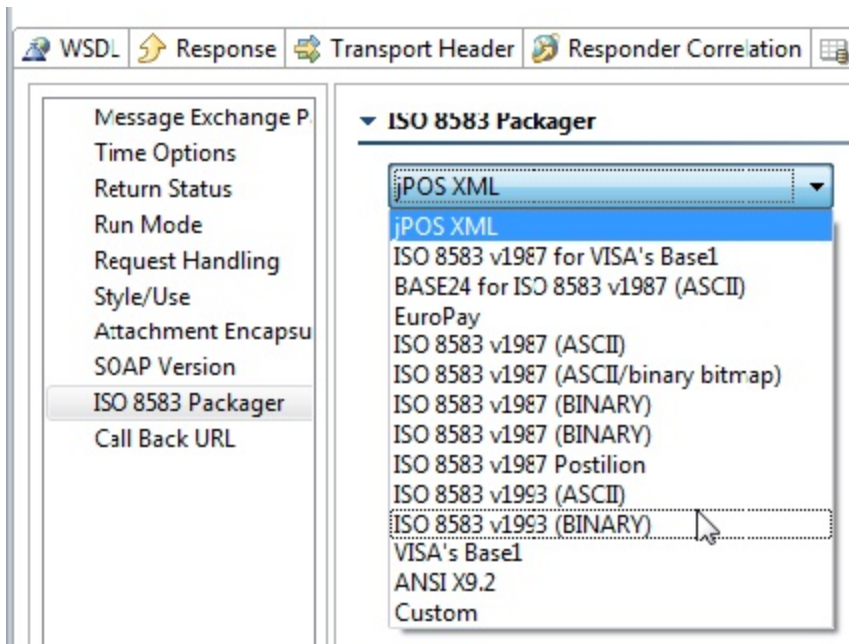 WSDL Response Transport Header Responder Correlation
Message Exchange P
Time Options
Return Status
Run Mode
Request Handling
Style/Use
Attachment Encapsu
SOAP Version
ISO 8583 Packager
Call Back URL
ISO 8583 Packager
jPOS XML
jPOS XML
ISO 8583 v1987 for VISA's Base1
BASE24 for ISO 8583 v1987 (ASCII)
EuroPay
ISO 8583 v1987 (ASCII)
ISO 8583 v1987 (ASCII/binary bitmap)
ISO 8583 v1987 (BINARY)
ISO 8583 v1987 (BINARY)
ISO 8583 v1987 Postilion
ISO 8583 v1993 (ASCII)
ISO 8583 v1993 (BINARY)
VISA's Base1
ANSI X9.2
Custom